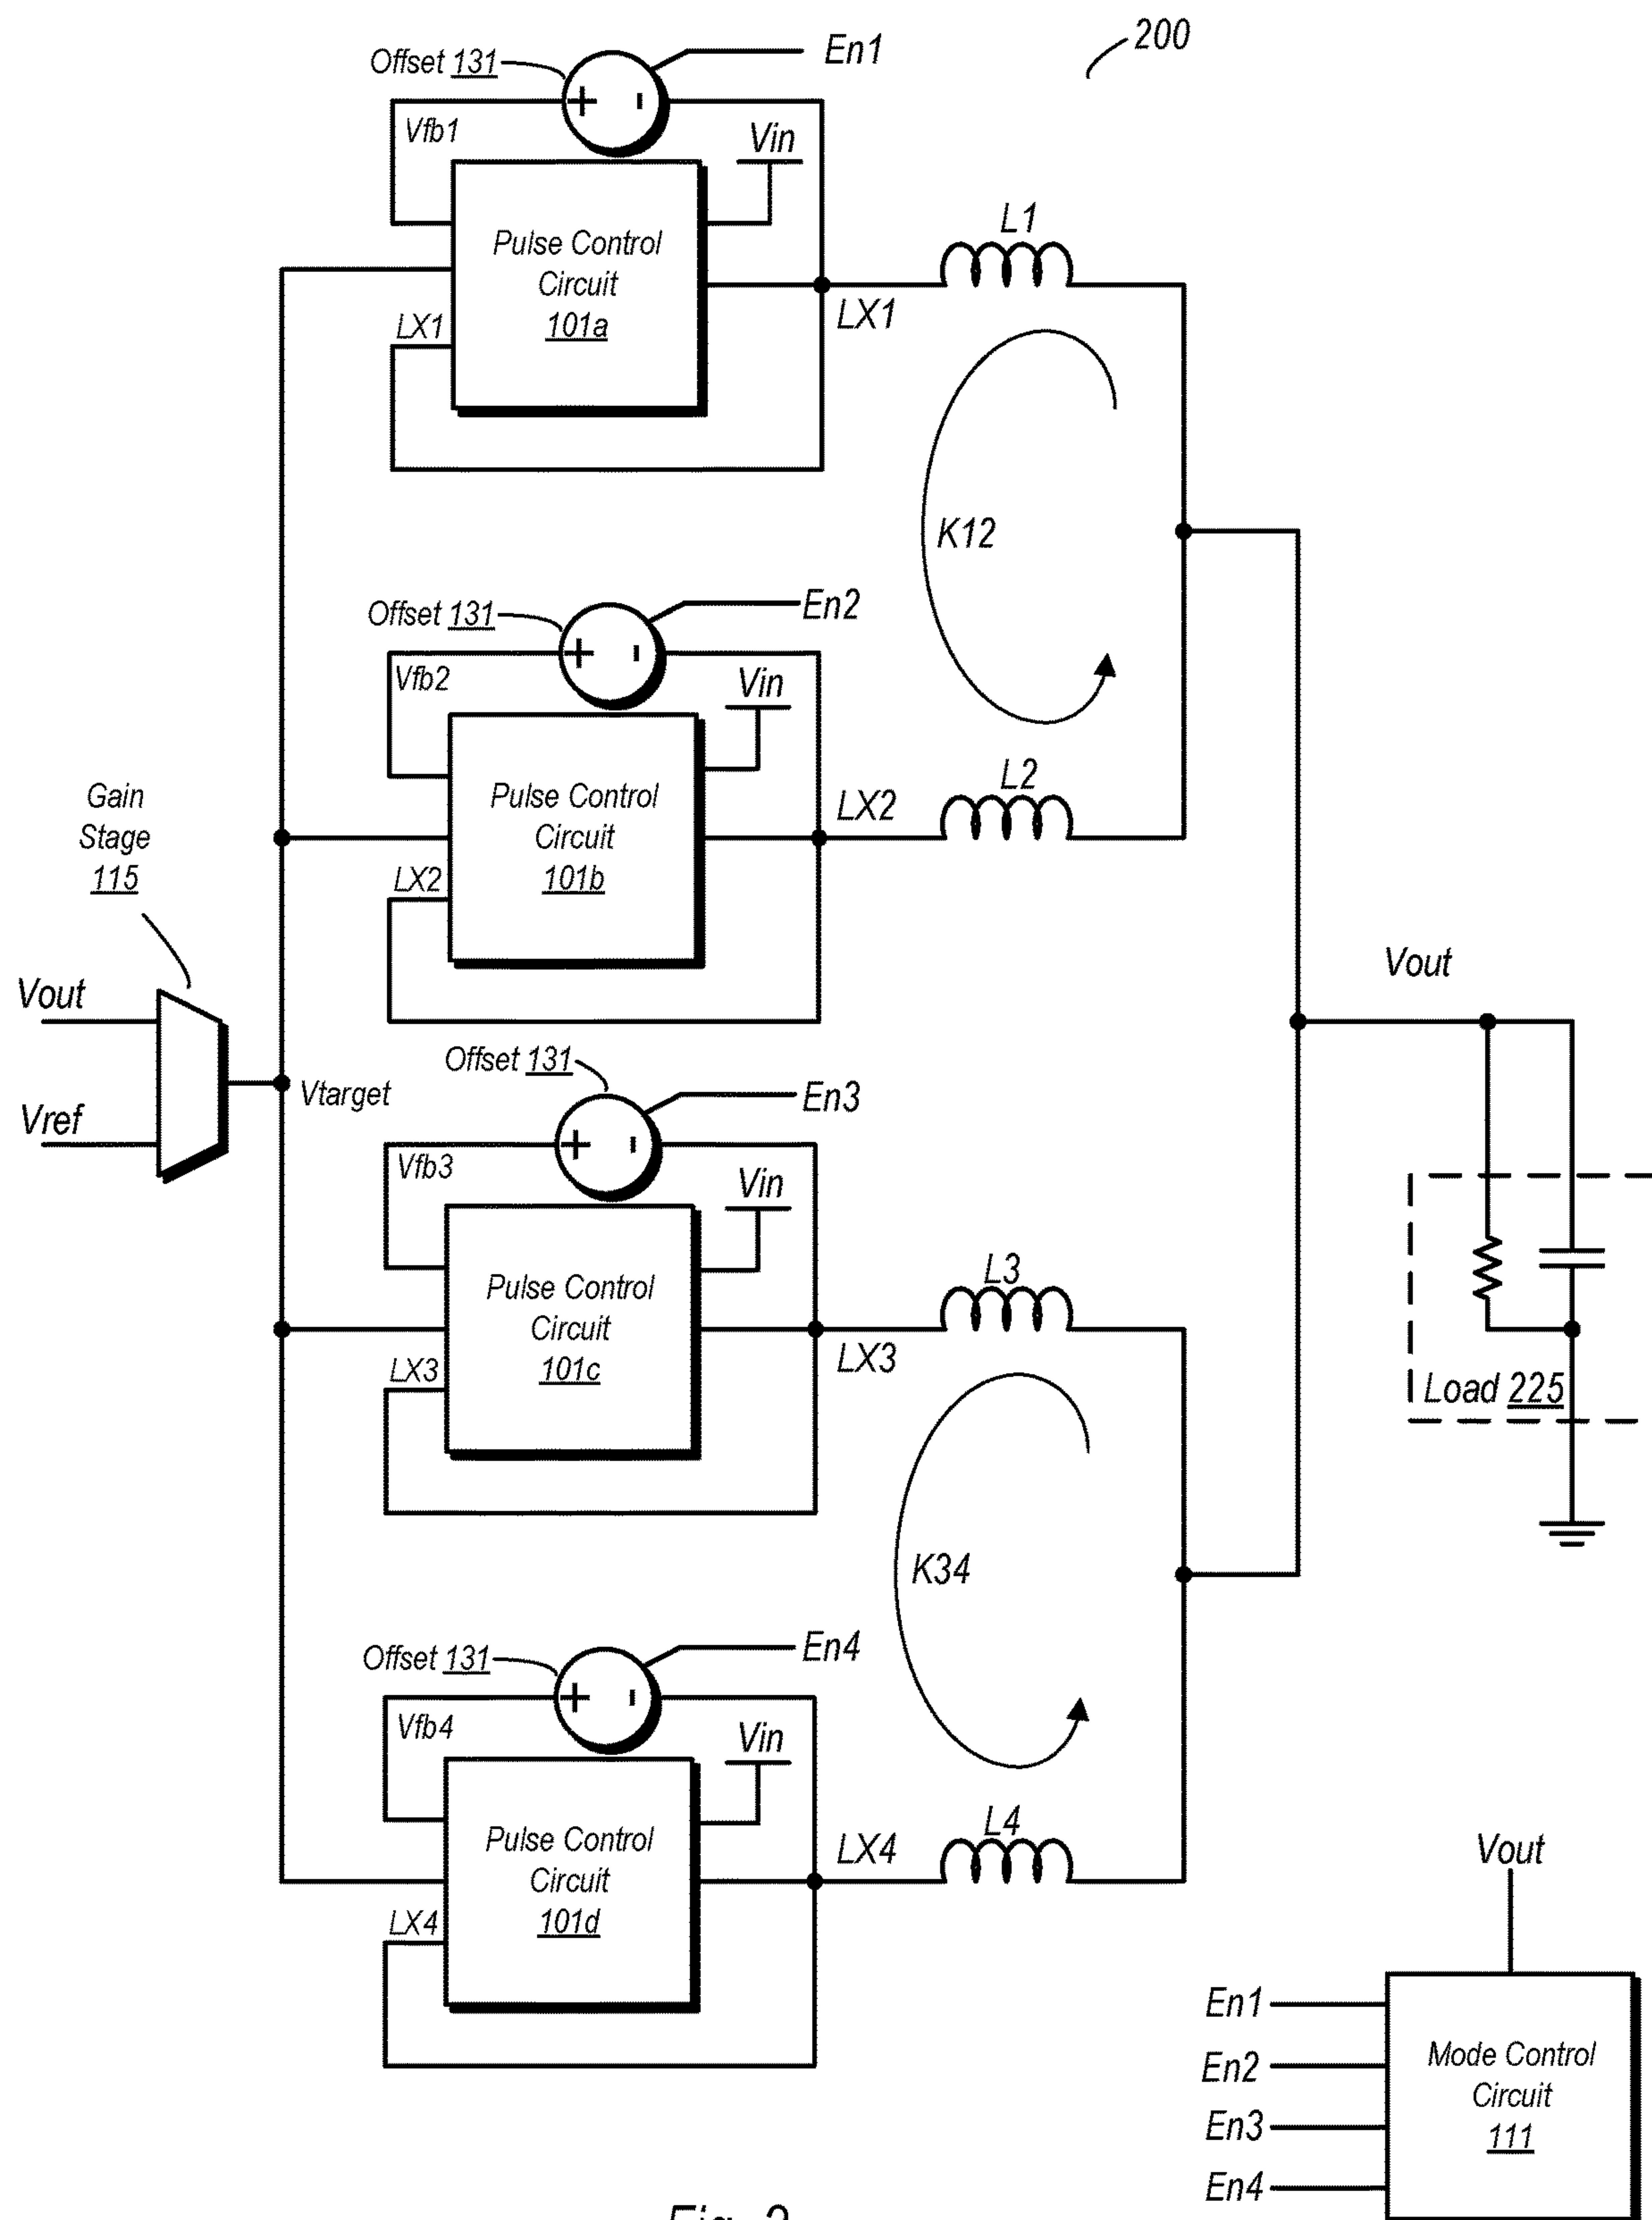 200
Offset 131
En1
Vfb1
Vin
Pulse Control
Circuit
101a
LX1
LX1
L1
K12
Offset 131
En2
Vfb2
Vin
Pulse Control
Circuit
101b
LX2
LX2
L2
Gain
Stage
115
Vout
Vref
Vtarget
Vout
Offset 131
En3
Vfb3
Vin
Pulse Control
Circuit
101c
LX3
LX3
L3
Load 225
K34
Offset 131
En4
Vfb4
Vin
Pulse Control
Circuit
101d
LX4
LX4
L4
Vout
En1
En2
En3
En4
Mode Control
Circuit
111